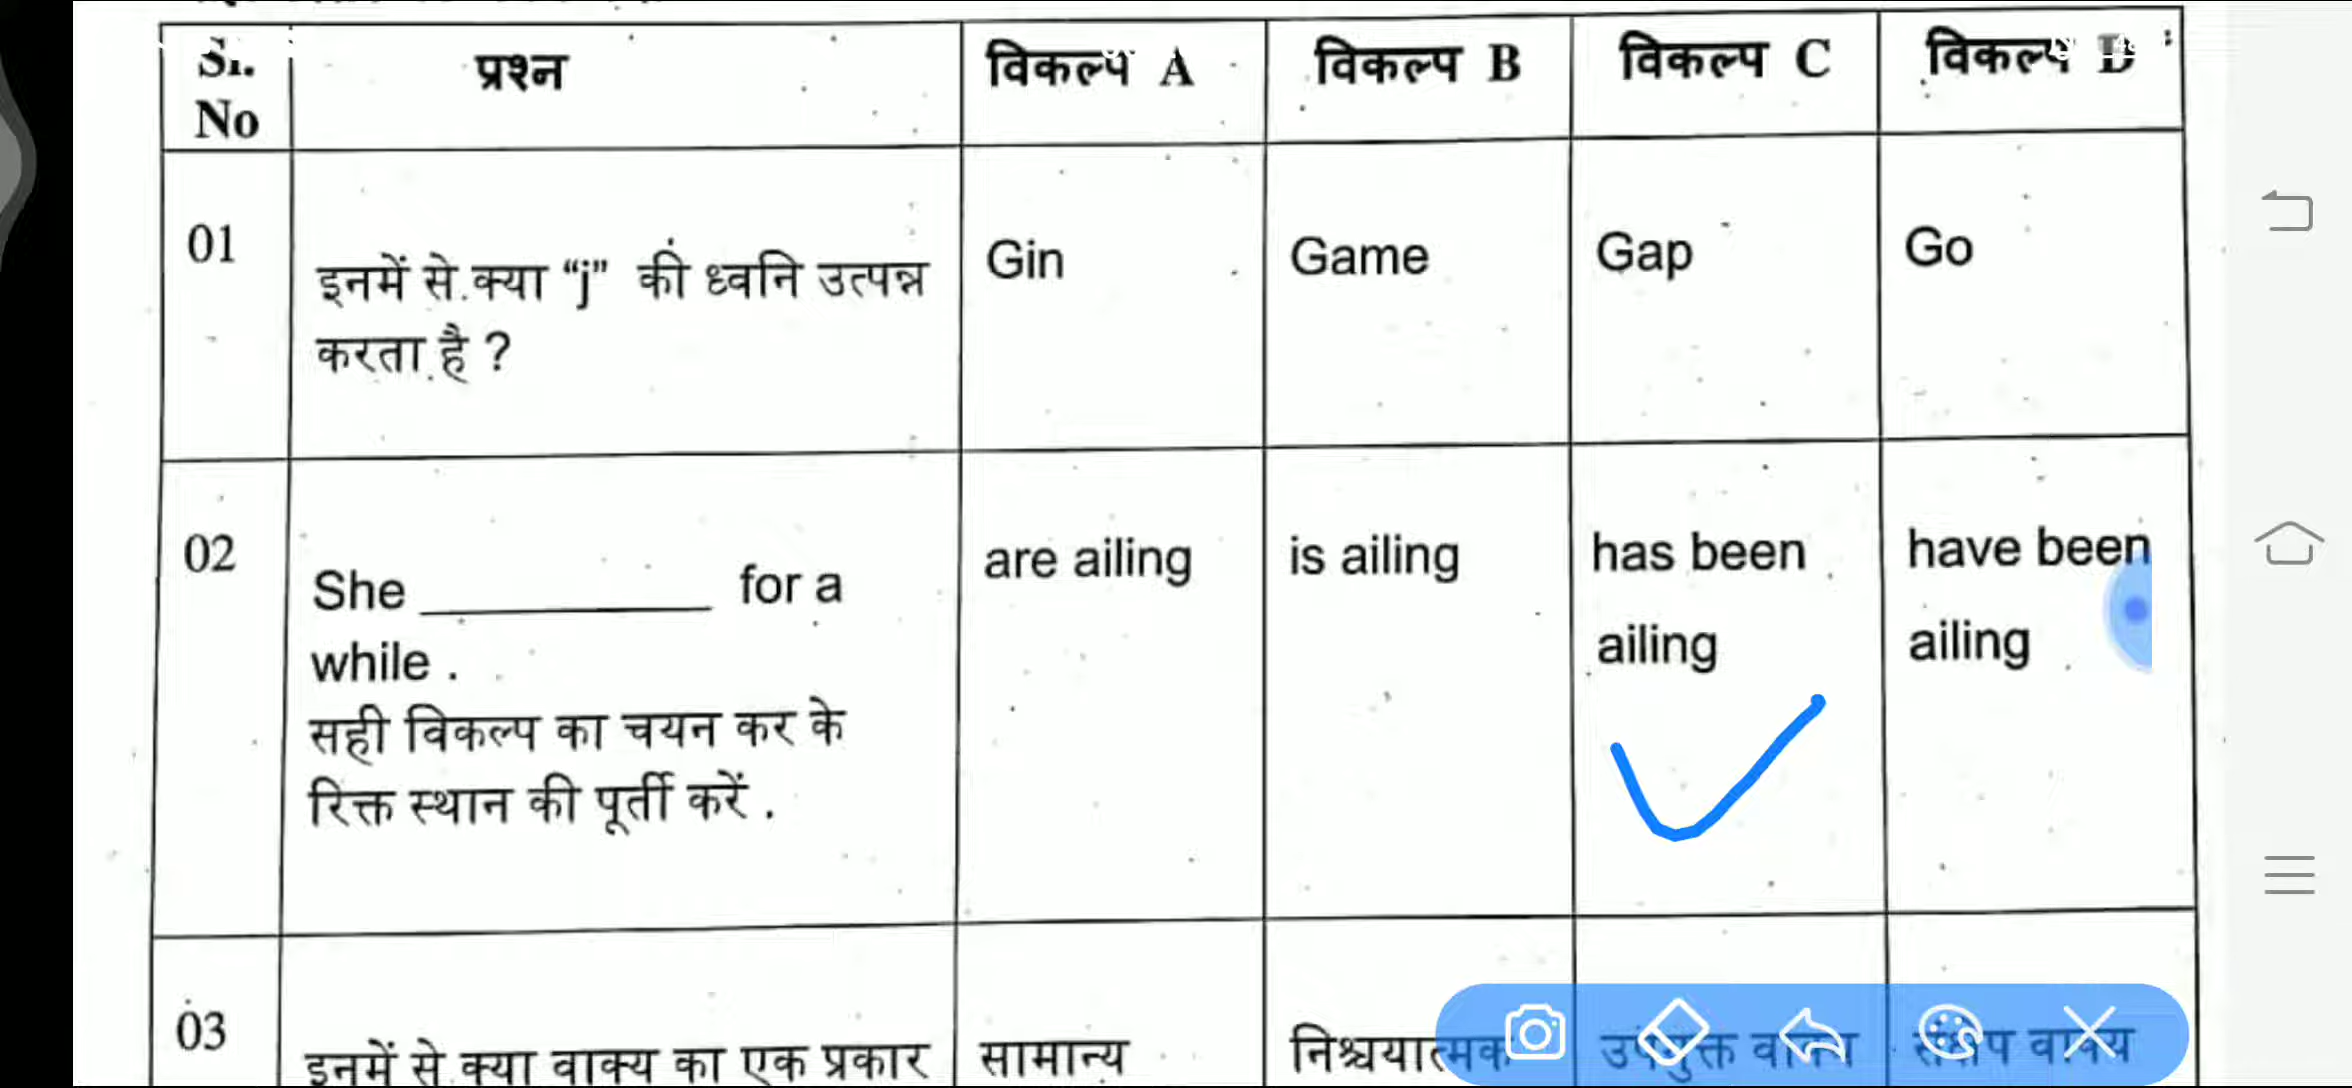 Sr.
No
प्रश्न
विकल्प A
विकल्प B
विकल्प C
विकल्प D
01
इनमें से क्या “j” की ध्वनि उत्पन्न
करता है ?
Gin
Game
Gap
Go
02
She ____________ for a
while .
सही विकल्प का चयन कर के
रिक्त स्थान की पूर्ती करें .
are ailing
is ailing
has been
ailing
have been
ailing
03
इनमें से क्या वाक्य का एक प्रकार
सामान्य
निश्चयात्मक
वाक्य
वाक्य